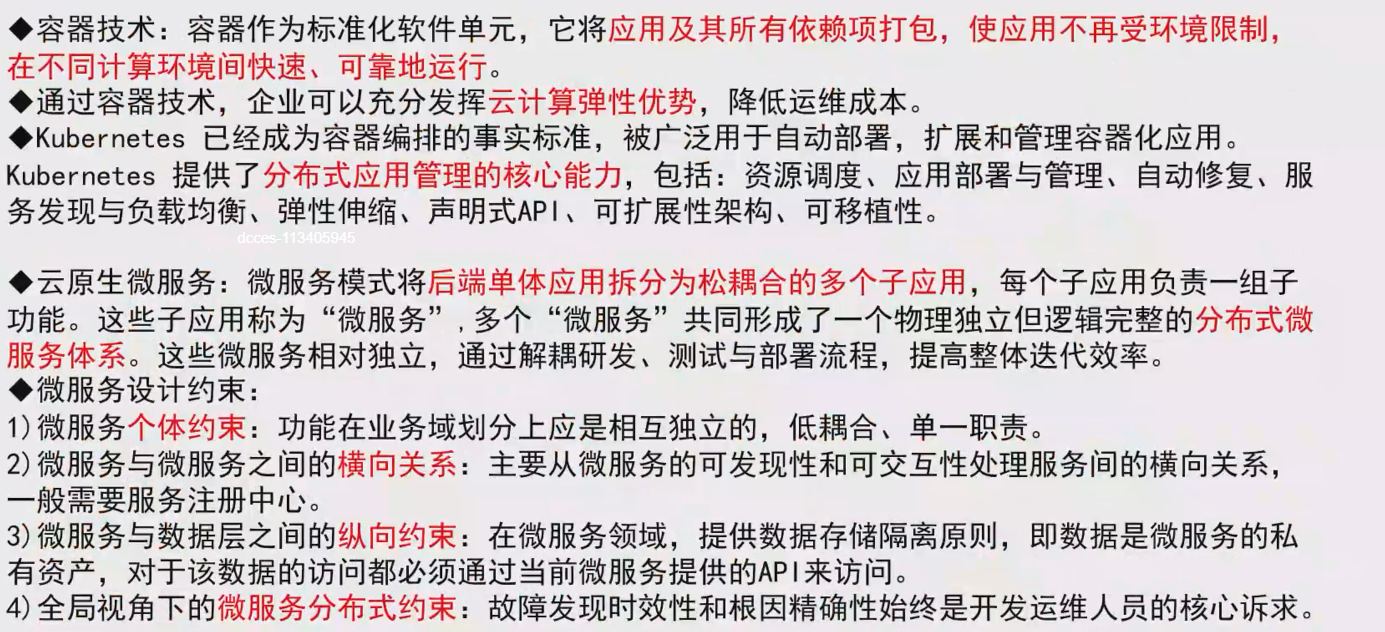 ◆容器技术：容器作为标准化软件单元，它将应用及其所有依赖项打包，使应用不再受环境限制，
在不同计算环境间快速、可靠地运行。
◆通过容器技术，企业可以充分发挥云计算弹性优势，降低运维成本。
◆Kubernetes 已经成为容器编排的事实标准，被广泛用于自动部署，扩展和管理容器化应用。
Kubernetes 提供了分布式应用管理的核心能力，包括：资源调度、应用部署与管理、自动修复、服
务发现与负载均衡、弹性伸缩、声明式API、可扩展性架构、可移植性。
dcces-113405945
◆云原生微服务：微服务模式将后端单体应用拆分为松耦合的多个子应用，每个子应用负责一组子
功能。这些子应用称为“微服务”,多个“微服务”共同形成了一个物理独立但逻辑完整的分布式微
服务体系。这些微服务相对独立，通过解耦研发、测试与部署流程，提高整体迭代效率。
◆微服务设计约束：
1)微服务个体约束：功能在业务域划分上应是相互独立的，低耦合、单一职责。
2)微服务与微服务之间的横向关系：主要从微服务的可发现性和可交互性处理服务间的横向关系，
一般需要服务注册中心。
3)微服务与数据层之间的纵向约束：在微服务领域，提供数据存储隔离原则，即数据是微服务的私
有资产，对于该数据的访问都必须通过当前微服务提供的API来访问。
4)全局视角下的微服务分布式约束：故障发现时效性和根因精确性始终是开发运维人员的核心诉求。